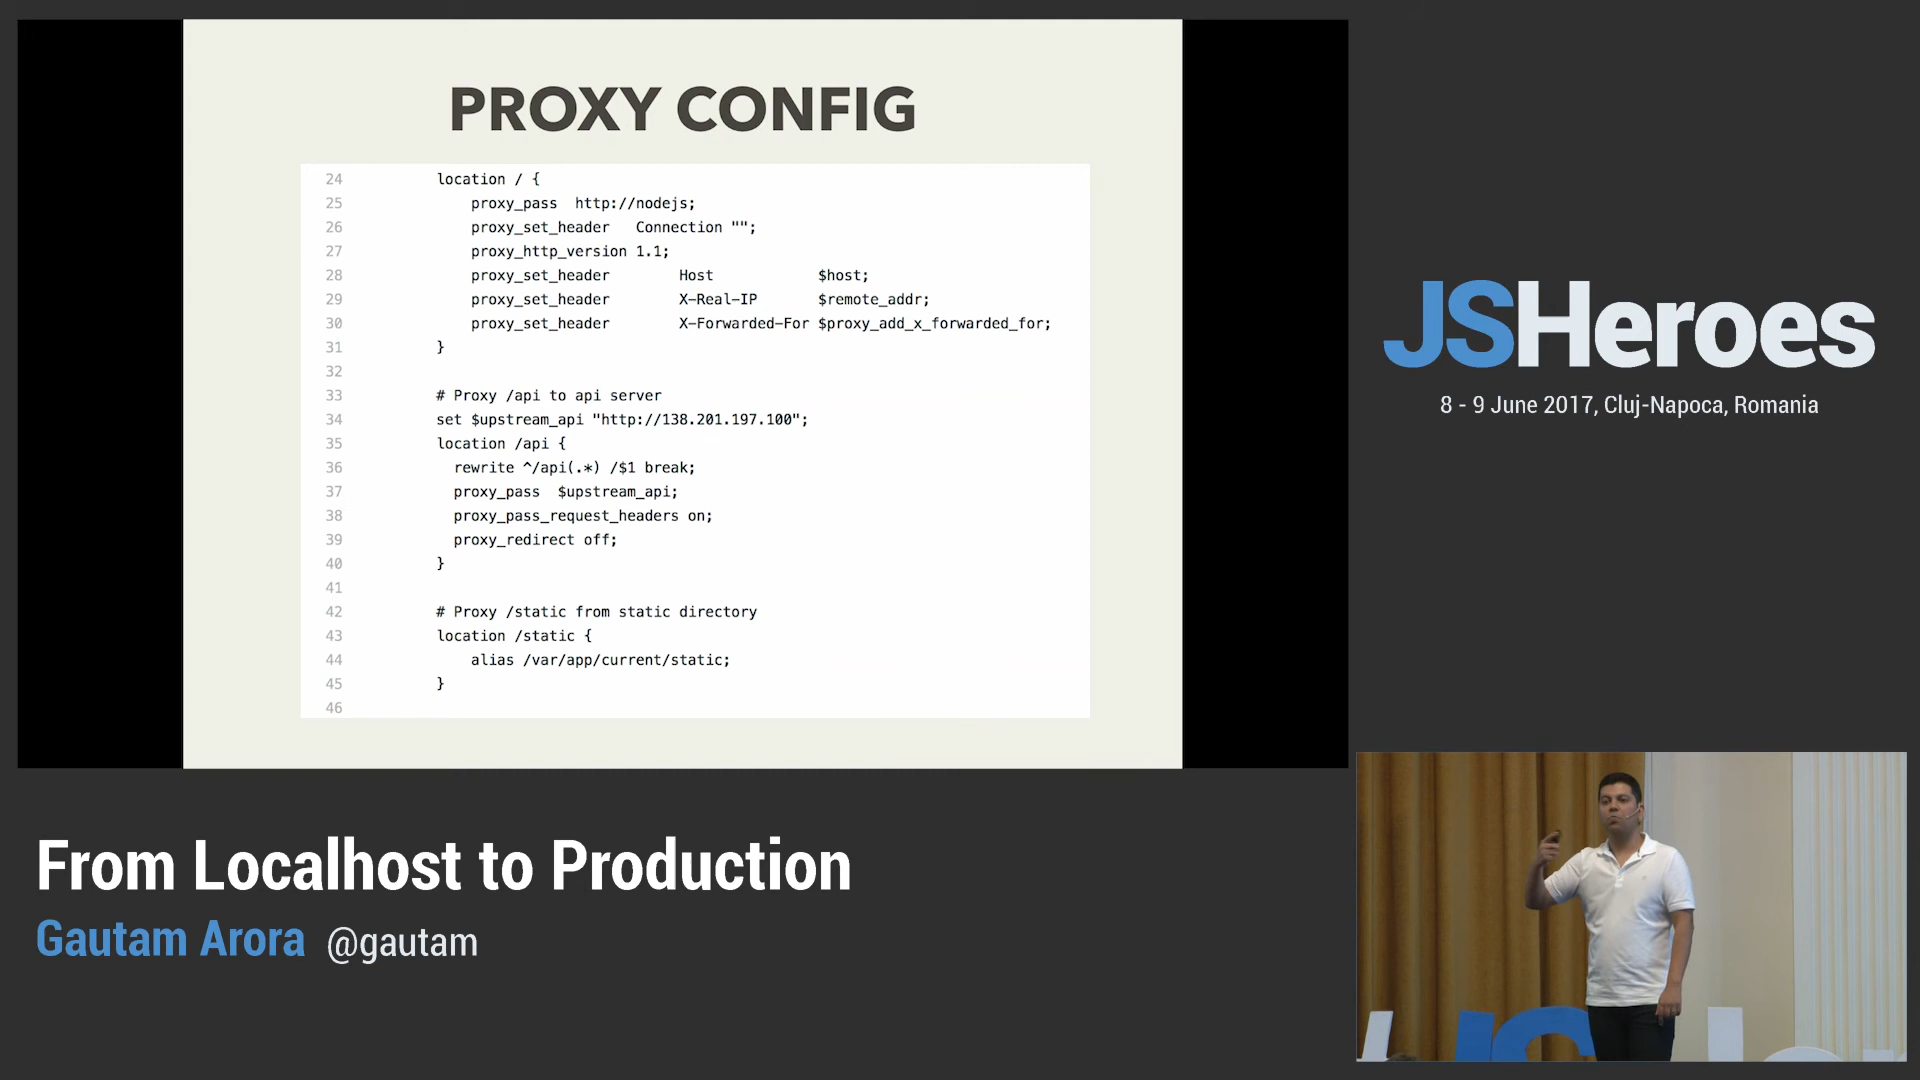 PROXY CONFIG
24 location / {
25 proxy_pass http://nodejs;
26 proxy_set_header Connection "";
27 proxy_http_version 1.1;
28 proxy_set_header Host $host;
29 proxy_set_header X-Real-IP $remote_addr;
30 proxy_set_header X-Forwarded-For $proxy_add_x_forwarded_for;
31 }
32
33 # Proxy /api to api server
34 set $upstream_api "http://138.201.197.100";
35 location /api {
36 rewrite ^/api(.*) /$1 break;
37 proxy_pass $upstream_api;
38 proxy_pass_request_headers on;
39 proxy_redirect off;
40 }
41
42 # Proxy /static from static directory
43 location /static {
44 alias /var/app/current/static;
45 }
46
JSHeroes
8 - 9 June 2017, Cluj-Napoca, Romania
From Localhost to Production
Gautam Arora @gautam